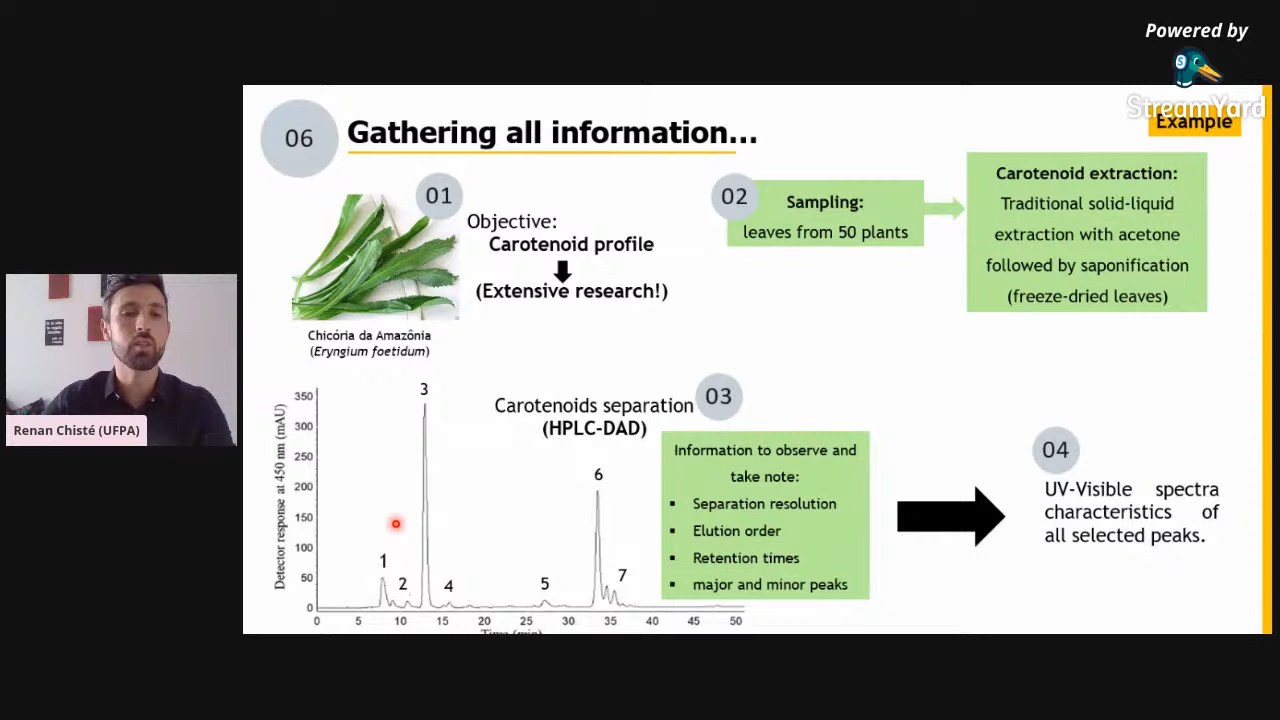 Powered by
StreamYard
06
Gathering all information...
Example
01
Objective:
Carotenoid profile
(Extensive research!)
Chicória da Amazônia
(Eryngium foetidum)
02
Sampling:
leaves from 50 plants
Carotenoid extraction:
Traditional solid-liquid
extraction with acetone
followed by saponification
(freeze-dried leaves)
Renan Chisté (UFPA)
Carotenoids separation
(HPLC-DAD)
03
Information to observe and
take note:
▪ Separation resolution
▪ Elution order
▪ Retention times
▪ major and minor peaks
04
UV-Visible spectra
characteristics of
all selected peaks.
Detector response at 450 nm (mAU)
350
300
250
200
150
100
50
0
1
2
3
4
5
6
7
0 5 10 15 20 25 30 35 40 45 50
Time (min)